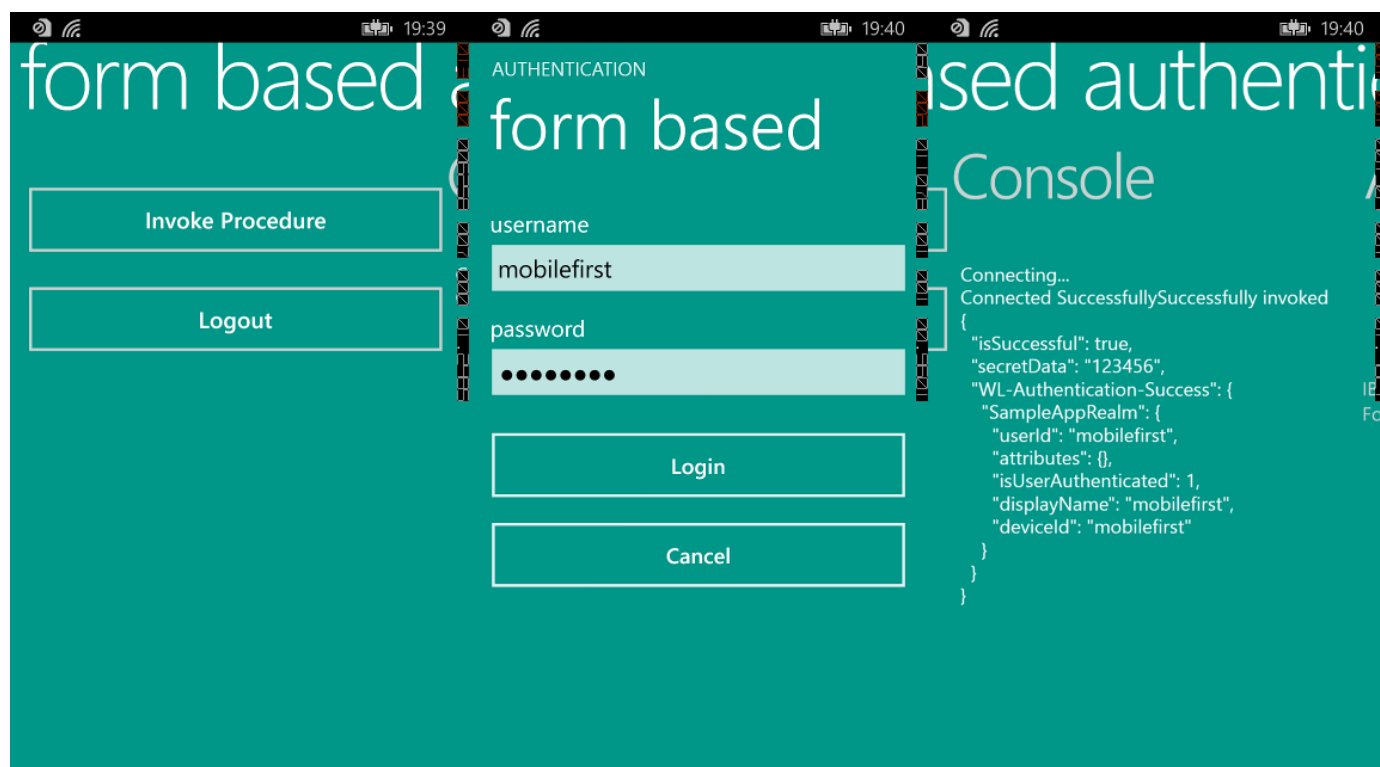 19:39
form based
Invoke Procedure
Logout
19:40
AUTHENTICATION
form based
username
mobilefirst
password
●●●●●●●●
Login
Cancel
19:40
sed authenti
Console
Connecting...
Connected SuccessfullySuccessfully invoked
{
"isSuccessful": true,
"secretData": "123456",
"WL-Authentication-Success": {
"SampleAppRealm": {
"userId": "mobilefirst",
"attributes": {},
"isUserAuthenticated": 1,
"displayName": "mobilefirst",
"deviceId": "mobilefirst"
}
}
}